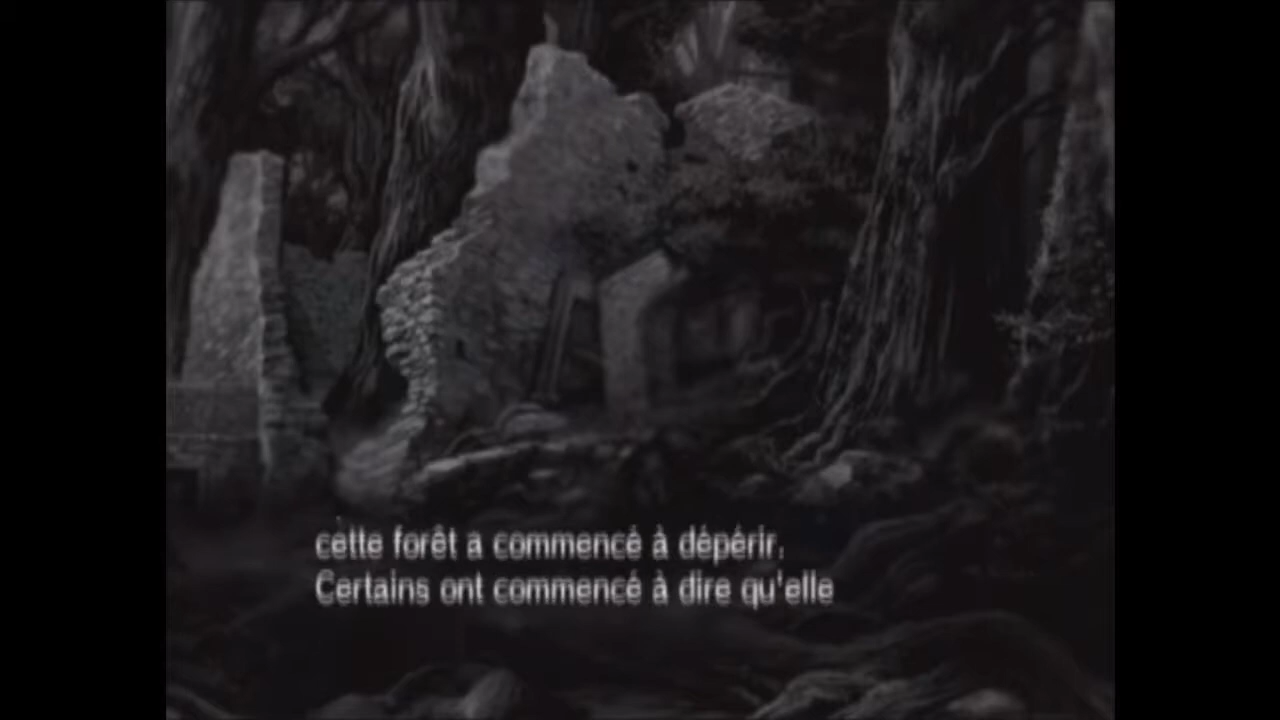 cette forêt a commencé à dépérir.
Certains ont commencé à dire qu'elle